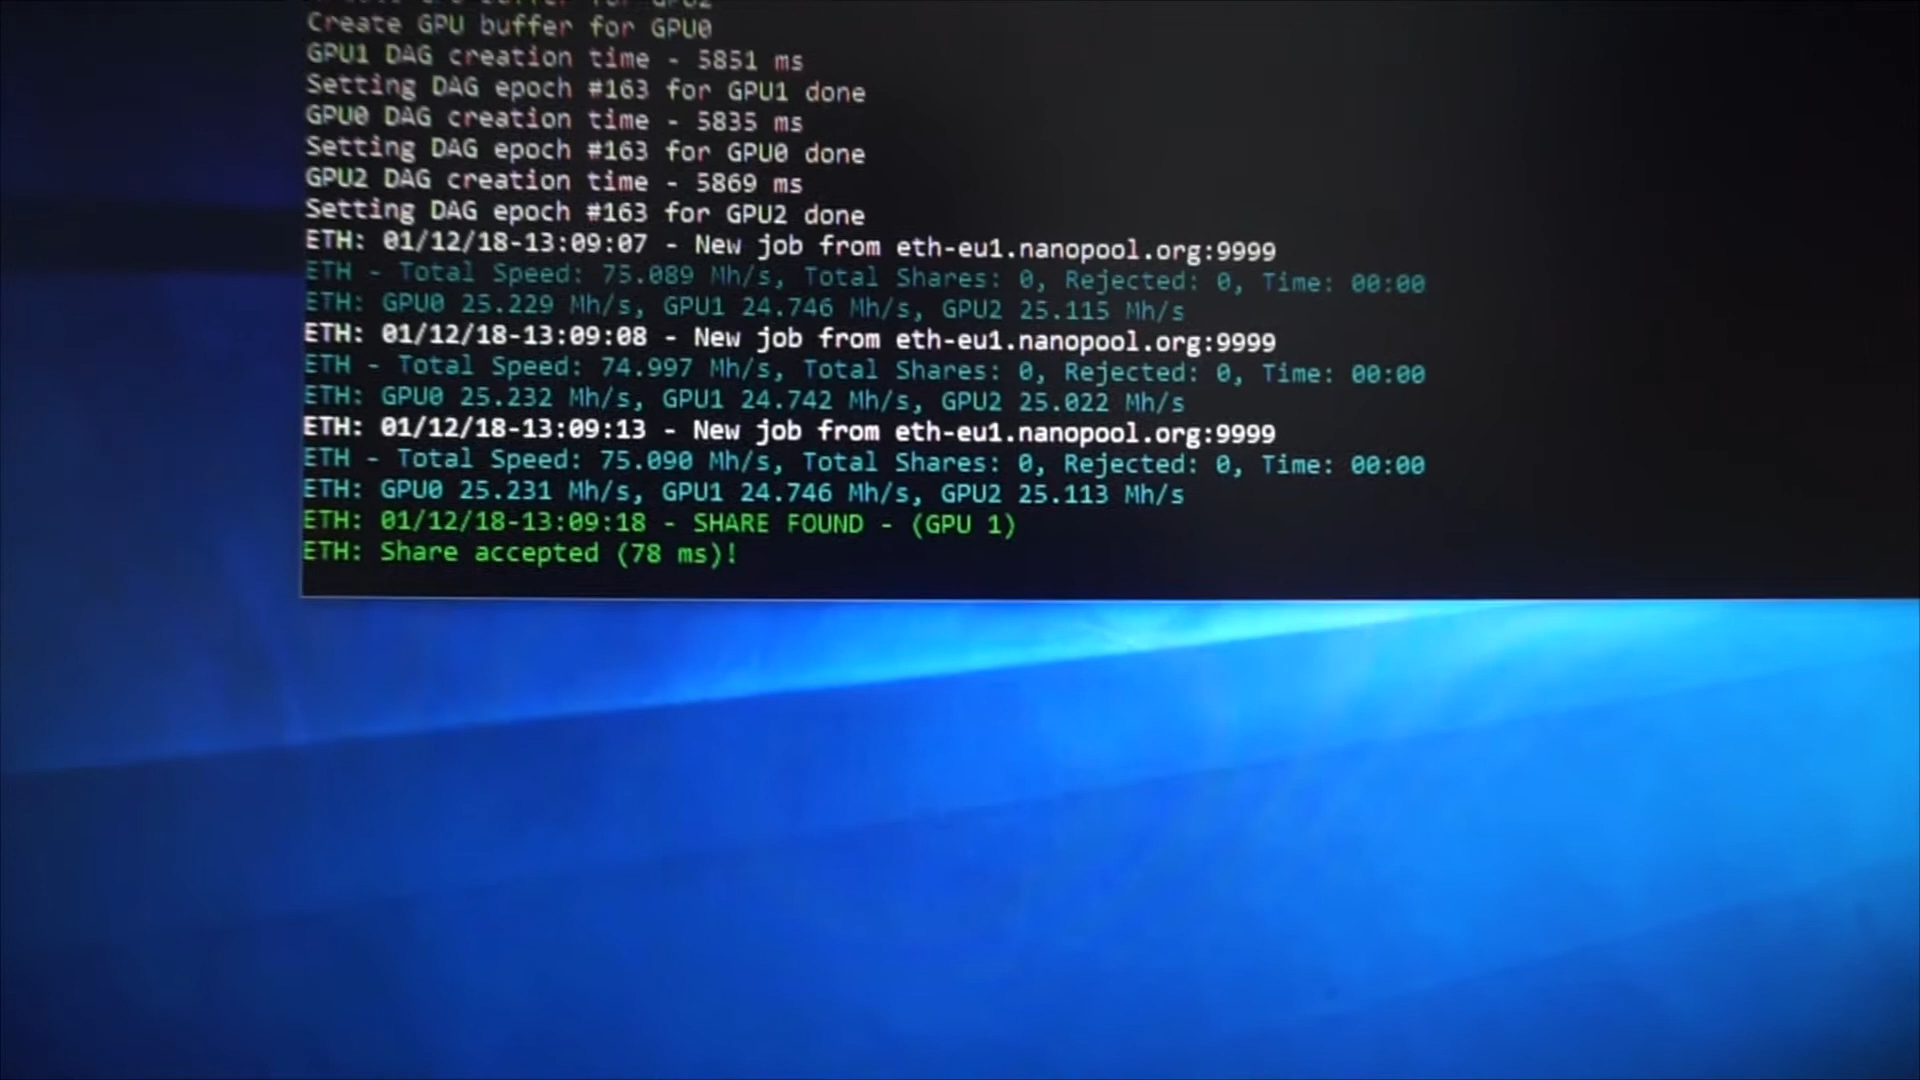 Create GPU buffer for GPU0
GPU1 DAG creation time - 5851 ms
Setting DAG epoch #163 for GPU1 done
GPU0 DAG creation time - 5835 ms
Setting DAG epoch #163 for GPU0 done
GPU2 DAG creation time - 5869 ms
Setting DAG epoch #163 for GPU2 done
ETH: 01/12/18-13:09:07 - New job from eth-eu1.nanopool.org:9999
ETH - Total Speed: 75.089 Mh/s, Total Shares: 0, Rejected: 0, Time: 00:00
ETH: GPU0 25.229 Mh/s, GPU1 24.746 Mh/s, GPU2 25.115 Mh/s
ETH: 01/12/18-13:09:08 - New job from eth-eu1.nanopool.org:9999
ETH - Total Speed: 74.997 Mh/s, Total Shares: 0, Rejected: 0, Time: 00:00
ETH: GPU0 25.232 Mh/s, GPU1 24.742 Mh/s, GPU2 25.022 Mh/s
ETH: 01/12/18-13:09:13 - New job from eth-eu1.nanopool.org:9999
ETH - Total Speed: 75.090 Mh/s, Total Shares: 0, Rejected: 0, Time: 00:00
ETH: GPU0 25.231 Mh/s, GPU1 24.746 Mh/s, GPU2 25.113 Mh/s
ETH: 01/12/18-13:09:18 - SHARE FOUND - (GPU 1)
ETH: Share accepted (78 ms)!